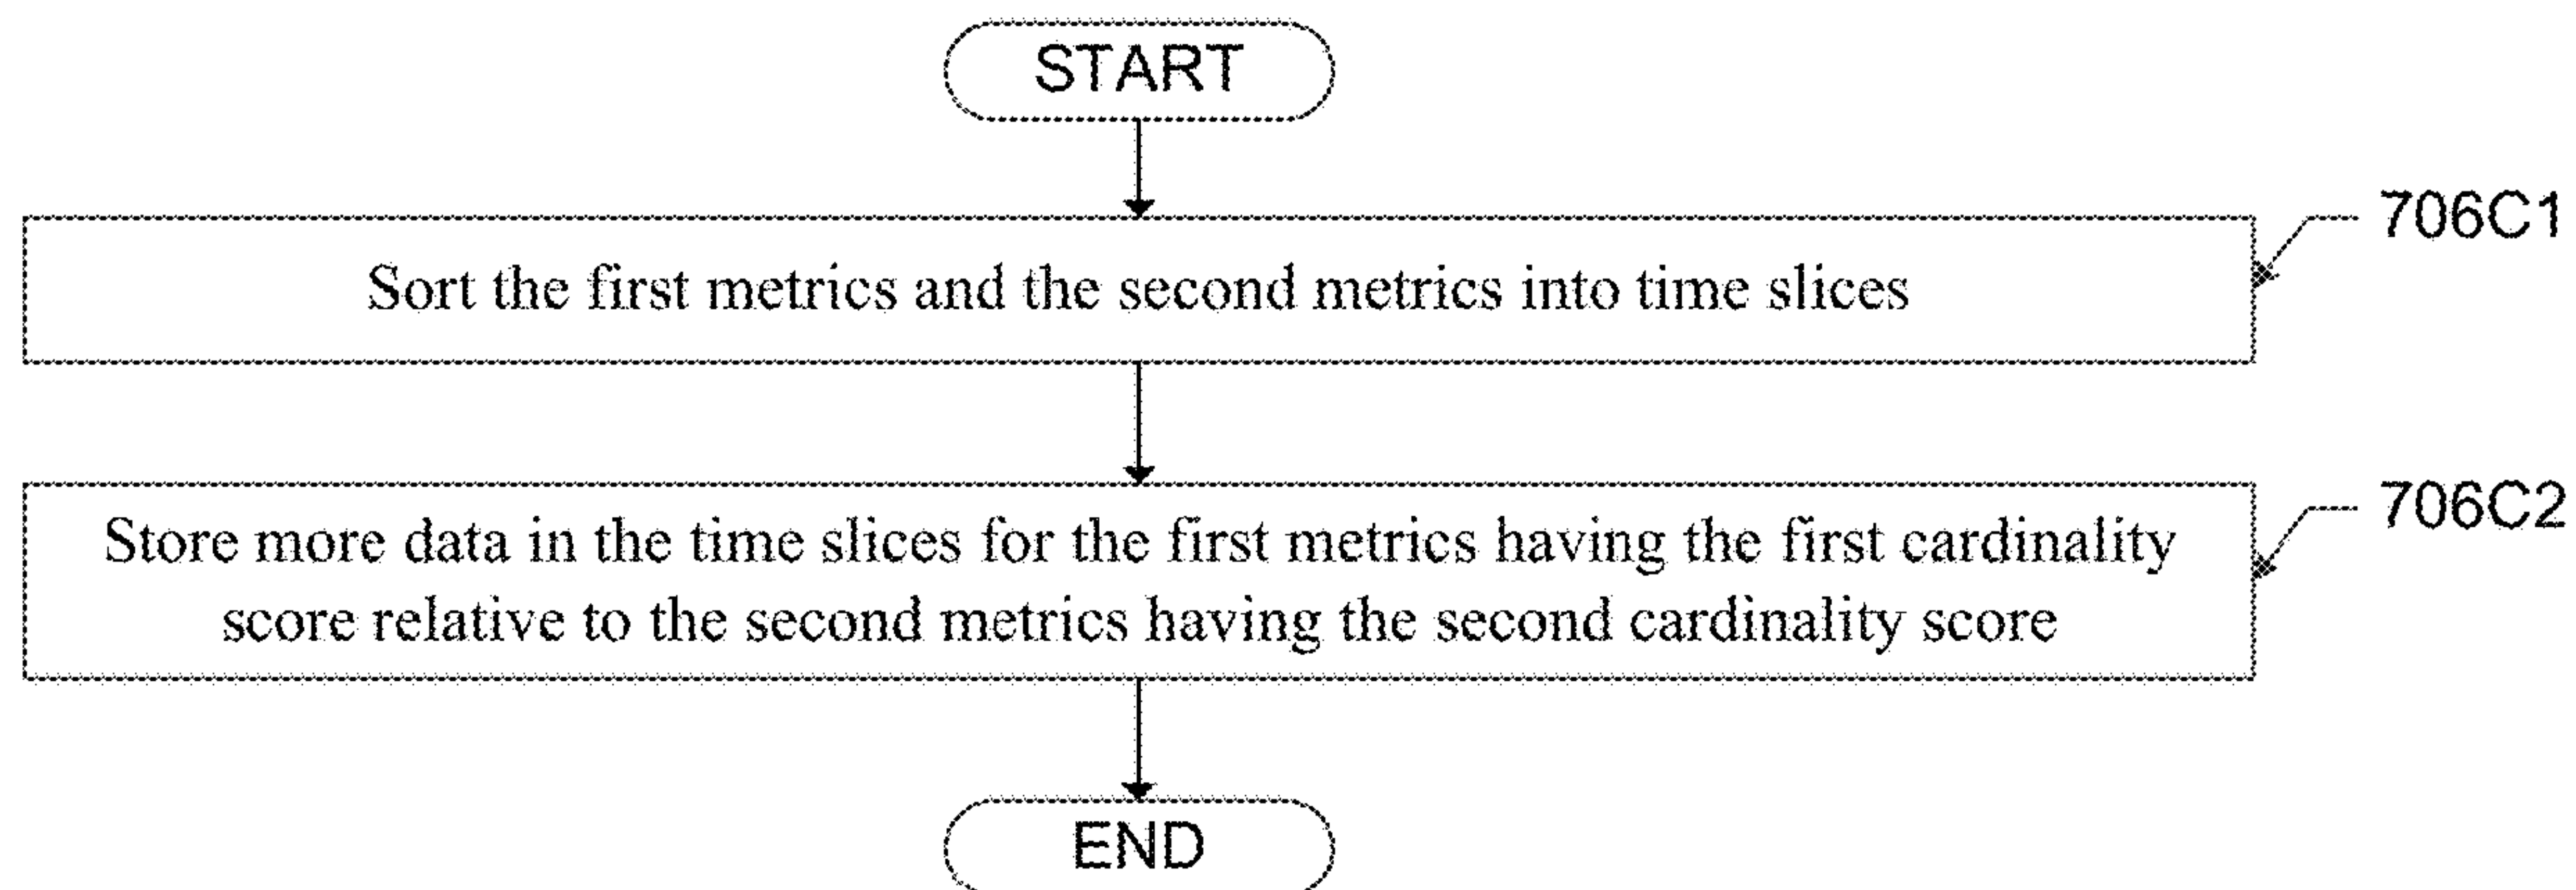 START
706C1
Sort the first metrics and the second metrics into time slices
706C2
Store more data in the time slices for the first metrics having the first cardinality
score relative to the second metrics having the second cardinality score
END